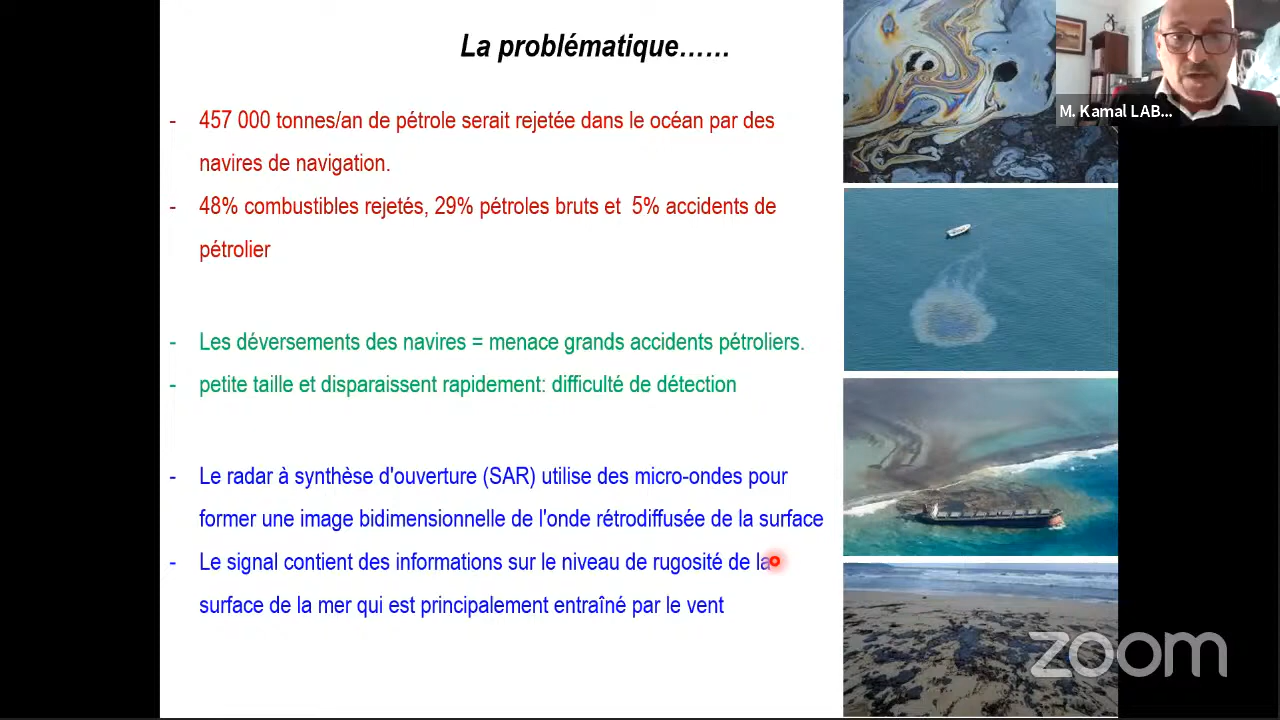 La problématique……
- 457 000 tonnes/an de pétrole serait rejetée dans le océan par des
navires de navigation.
- 48% combustibles rejetés, 29% pétroles bruts et 5% accidents de
pétrolier
- Les déversements des navires = menace grands accidents pétroliers.
- petite taille et disparaissent rapidement: difficulté de détection
- Le radar à synthèse d'ouverture (SAR) utilise des micro-ondes pour
former une image bidimensionnelle de l'onde rétrodiffusée de la surface
- Le signal contient des informations sur le niveau de rugosité de la
surface de la mer qui est principalement entraîné par le vent
M. Kamal LAB...
zoom